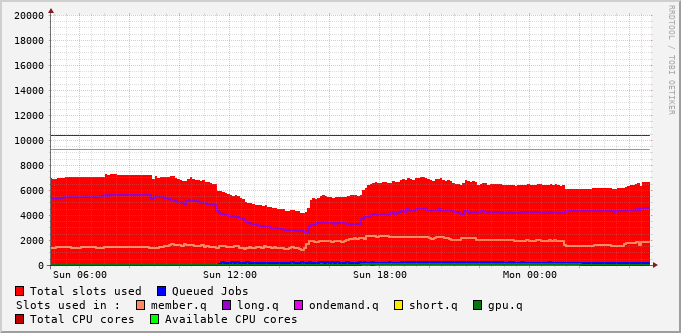 RRDTOOL / TOBI OETIKER
20000
18000
16000
14000
12000
10000
8000
6000
4000
2000
0
Sun 06:00 Sun 12:00 Sun 18:00 Mon 00:00
Total slots used Queued Jobs
Slots used in : member.q long.q ondemand.q short.q gpu.q
Total CPU cores Available CPU cores